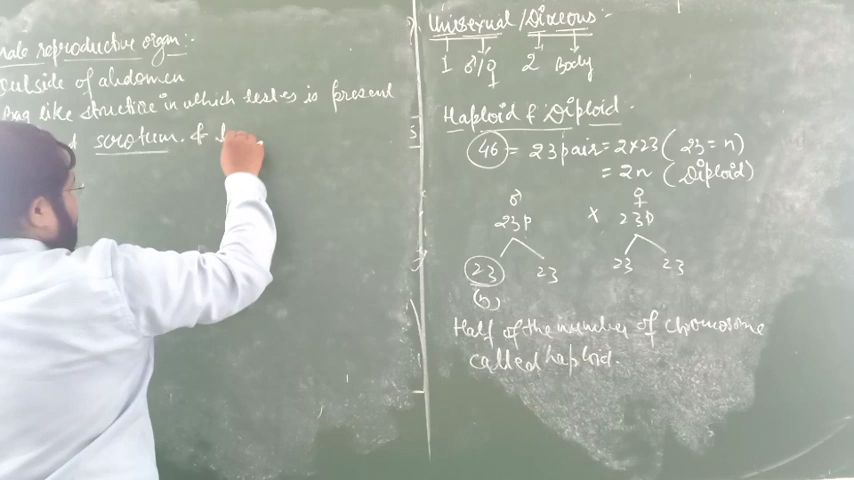 male reproductive organ:-
outside of abdomen
Bag like structure in which testes is present
scrotum. &
Unisexual / Dioecious:-
1 ♂/♀ 2 Body
Haploid & Diploid:-
46 = 23 pair = 2×23 (23 = n)
= 2n (Diploid)
♂ ♀
23P × 23P
23 23 23 23
(n)
Half of the number of chromosome
called haploid.